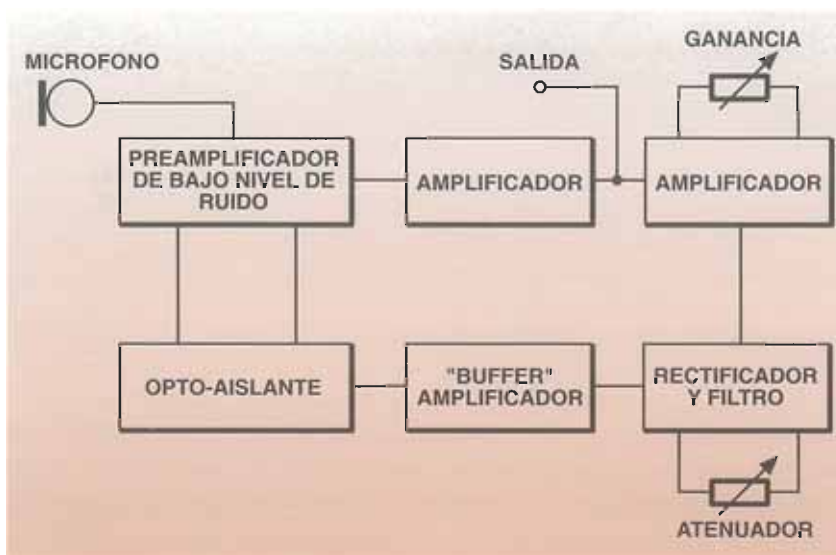 MICROFONO
SALIDA
GANANCIA
PREAMPLIFICADOR
DE BAJO NIVEL DE
RUIDO
AMPLIFICADOR
AMPLIFICADOR
OPTO-AISLANTE
"BUFFER"
AMPLIFICADOR
RECTIFICADOR
Y FILTRO
ATENUADOR